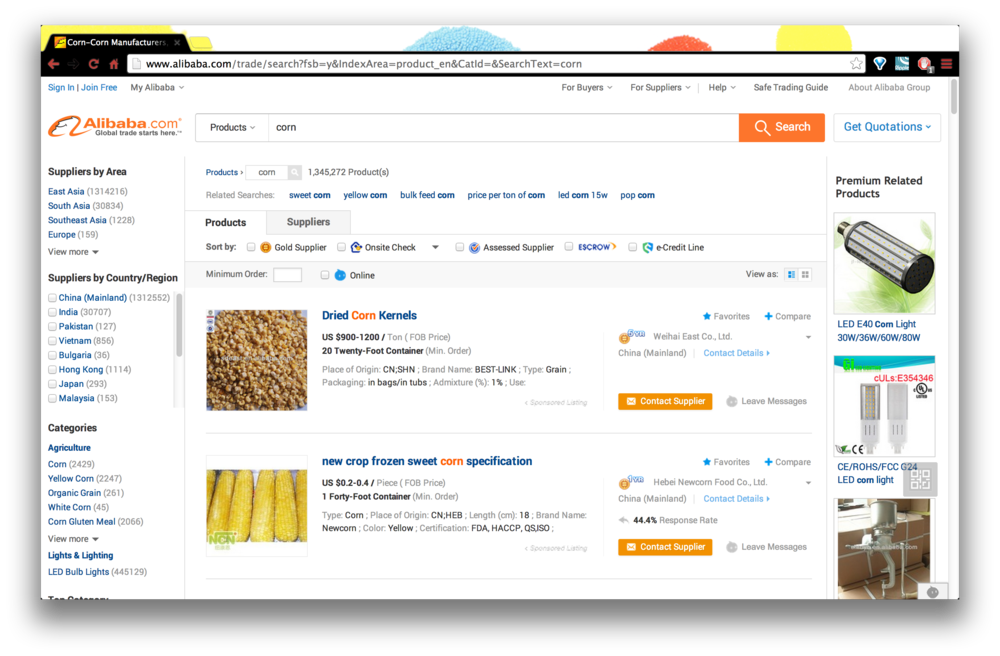 Corn-Corn Manufacturers,
www.alibaba.com/trade/search?fsb=y&IndexArea=product_en&CatId=&SearchText=corn
Sign In | Join Free My Alibaba
For Buyers For Suppliers Help Safe Trading Guide About Alibaba Group
Alibaba.com
Global trade starts here.™
Products corn Search Get Quotations
Suppliers by Area
East Asia (1314216)
South Asia (30834)
Southeast Asia (1228)
Europe (159)
View more
Suppliers by Country/Region
China (Mainland) (1312552)
India (30707)
Pakistan (127)
Vietnam (856)
Bulgaria (36)
Hong Kong (1114)
Japan (293)
Malaysia (153)
Categories
Agriculture
Corn (2429)
Yellow Corn (2247)
Organic Grain (261)
White Corn (45)
Corn Gluten Meal (2066)
View more
Lights & Lighting
LED Bulb Lights (445129)
Top Category
Products › corn 1,345,272 Product(s)
Related Searches: sweet corn yellow corn bulk feed corn price per ton of corn led corn 15w pop corn
Products Suppliers
Sort by: Gold Supplier Onsite Check Assessed Supplier ESCROW e-Credit Line
Minimum Order: Online View as:
Dried Corn Kernels
US $900-1200 / Ton ( FOB Price)
20 Twenty-Foot Container (Min. Order)
Place of Origin: CN;SHN ; Brand Name: BEST-LINK ; Type: Grain ;
Packaging: in bags/in tubs ; Admixture (%): 1% ; Use:
Sponsored Listing
Favorites Compare
Weihai East Co., Ltd.
China (Mainland) Contact Details
Contact Supplier Leave Messages
new crop frozen sweet corn specification
US $0.2-0.4 / Piece ( FOB Price)
1 Forty-Foot Container (Min. Order)
Type: Corn ; Place of Origin: CN;HEB ; Length (cm): 18 ; Brand Name:
Newcorn ; Color: Yellow ; Certification: FDA, HACCP, QS,ISO ;
Sponsored Listing
NCN
Favorites Compare
Hebei Newcorn Food Co., Ltd.
China (Mainland) Contact Details
44.4% Response Rate
Contact Supplier Leave Messages
Premium Related
Products
LED E40 Corn Light
30W/36W/60W/80W
cULs:E354346
CE/ROHS/FCC G24
LED corn light